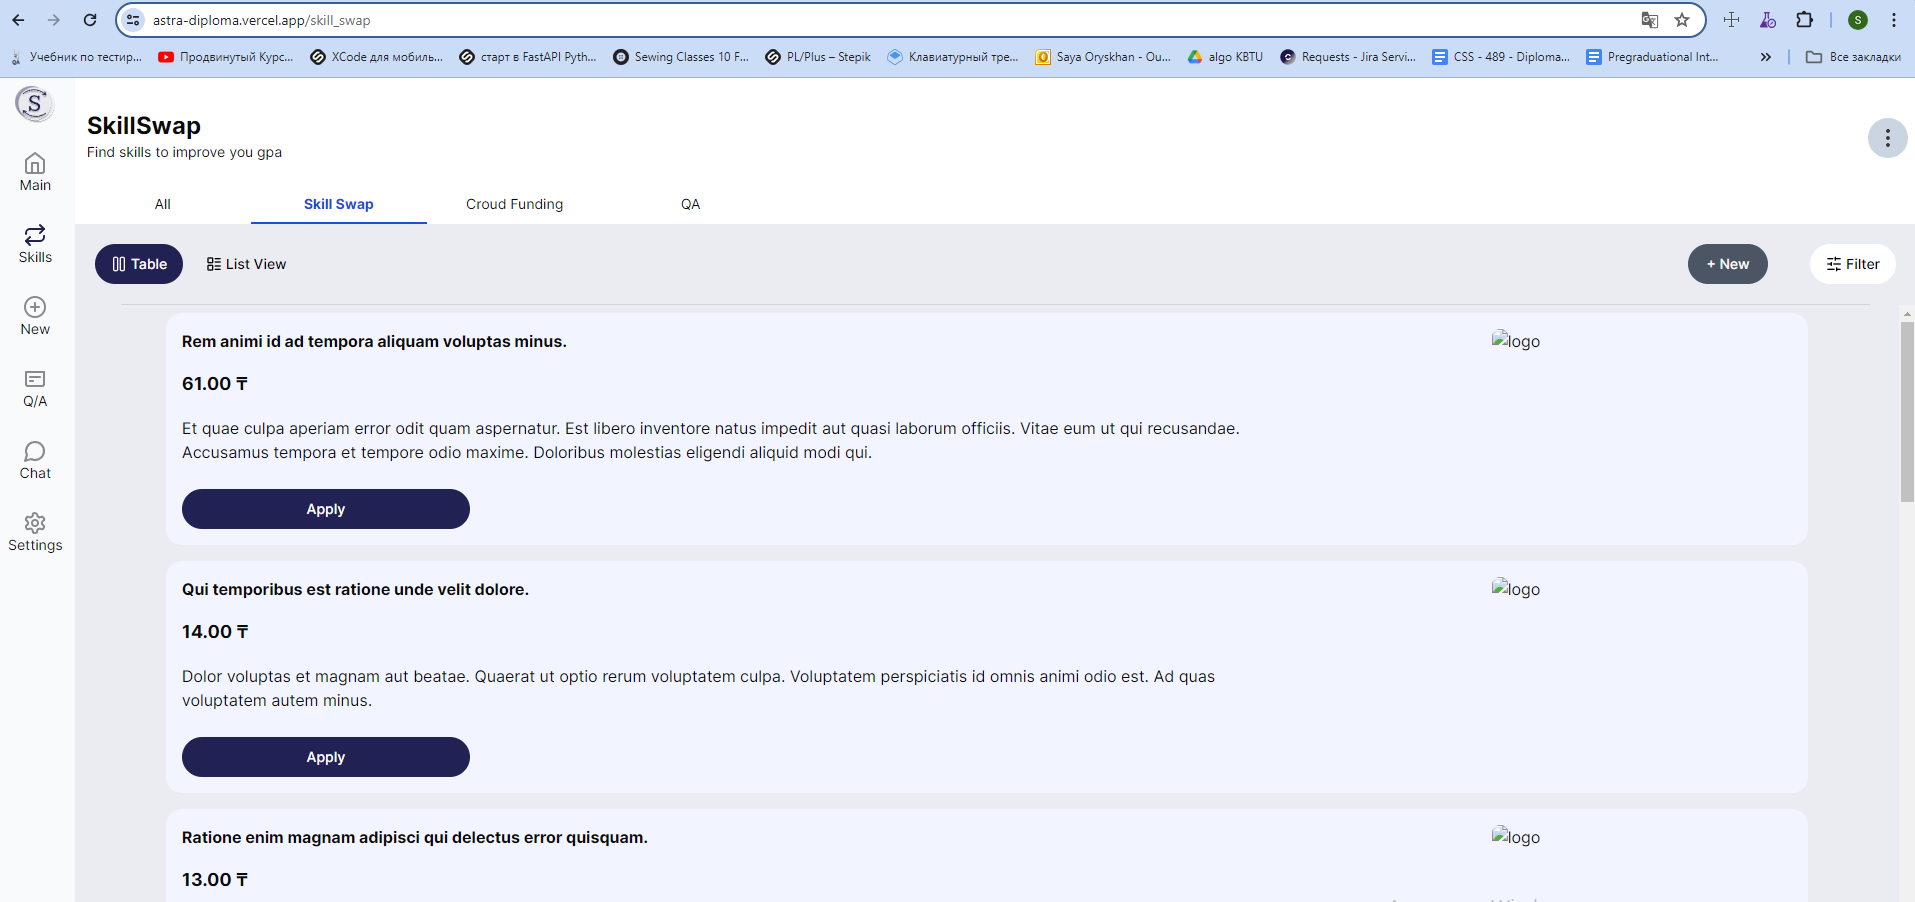 astra-diploma.vercel.app/skill_swap
S
Учебник по тестир...
Продвинутый Курс...
XCode для мобиль...
старт в FastAPI Pyth...
Sewing Classes 10 F...
PL/Plus – Stepik
Клавиатурный тре...
Saya Oryskhan - Ou...
algo KBTU
Requests - Jira Servi...
CSS - 489 - Diploma...
Pregraduational Int...
»
Все закладки
S
SkillSwap
Find skills to improve you gpa
Main
Skills
New
Q/A
Chat
Settings
All
Skill Swap
Croud Funding
QA
Table
List View
+ New
Filter
Rem animi id ad tempora aliquam voluptas minus.
logo
61.00 ₸
Et quae culpa aperiam error odit quam aspernatur. Est libero inventore natus impedit aut quasi laborum officiis. Vitae eum ut qui recusandae.
Accusamus tempora et tempore odio maxime. Doloribus molestias eligendi aliquid modi qui.
Apply
Qui temporibus est ratione unde velit dolore.
logo
14.00 ₸
Dolor voluptas et magnam aut beatae. Quaerat ut optio rerum voluptatem culpa. Voluptatem perspiciatis id omnis animi odio est. Ad quas
voluptatem autem minus.
Apply
Ratione enim magnam adipisci qui delectus error quisquam.
logo
13.00 ₸